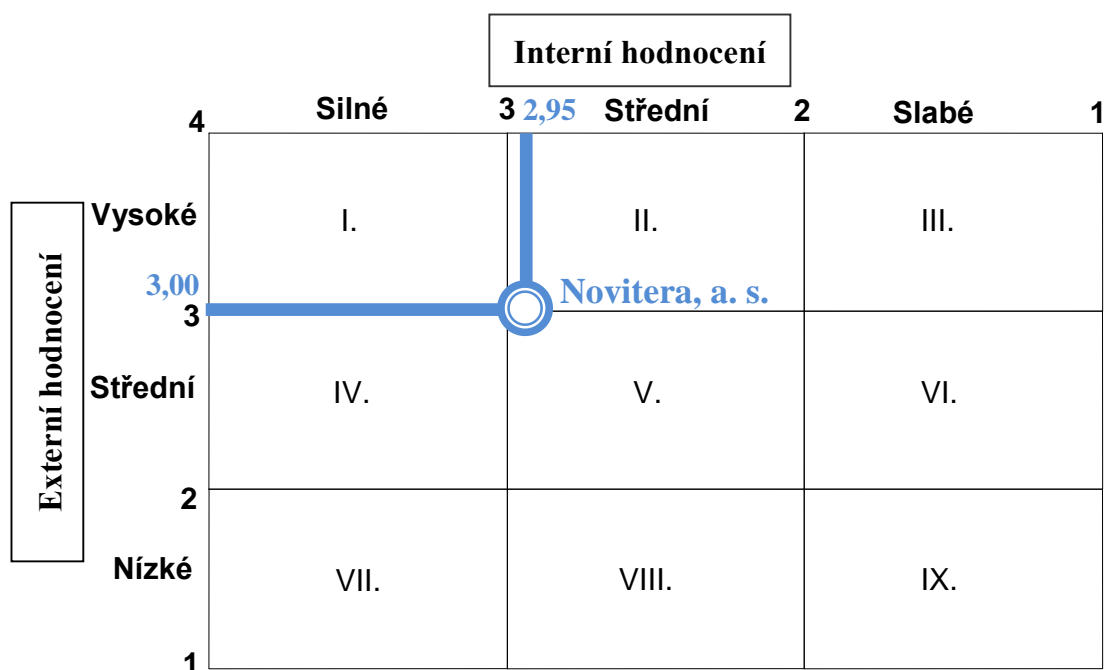 Interní hodnocení
4 Silné 3 2,95 Střední 2 Slabé 1
Externí hodnocení
Vysoké I. II. III.
3,00 Novitera, a. s.
3
Střední IV. V. VI.
2
Nízké VII. VIII. IX.
1